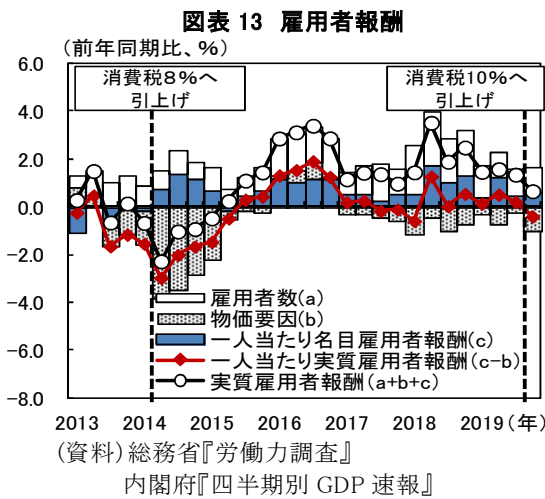 図表 13 雇用者報酬
(前年同期比、%)
消費税8%へ
引上げ
消費税10%へ
引上げ
6.0
4.0
2.0
0.0
−2.0
−4.0
−6.0
−8.0
雇用者数(a)
物価要因(b)
一人当たり名目雇用者報酬(c)
一人当たり実質雇用者報酬(c−b)
実質雇用者報酬(a+b+c)
2013 2014 2015 2016 2017 2018 2019 (年)
(資料)総務省『労働力調査』
内閣府『四半期別 GDP 速報』